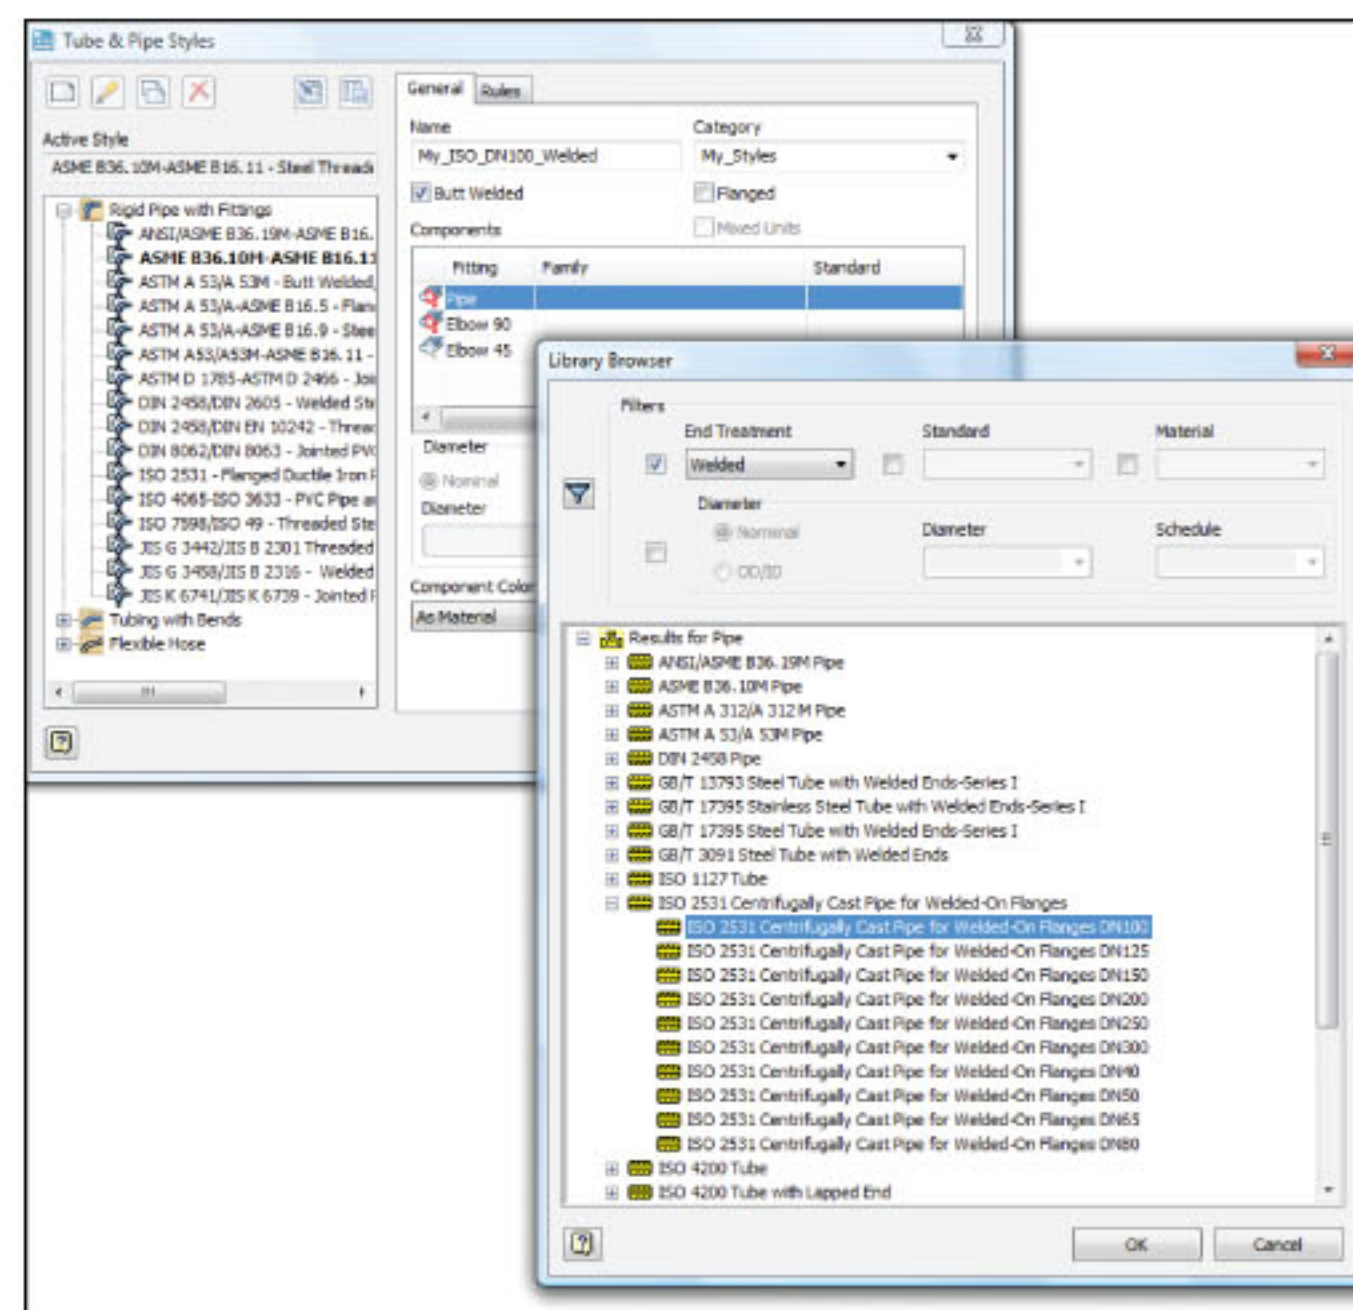 Tube & Pipe Styles
General
Rules
Active Style
ASME B36.10M-ASME B16.11 - Steel Threade
Name
Category
My_ISO_DN100_Welded
My_Styles
Butt Welded
Flanged
Components
Mixed Units
Fitting
Family
Standard
Pipe
Elbow 90
Elbow 45
Diameter
Nominal
Diameter
Component Color
As Material
Rigid Pipe with Fittings
ANSI/ASME B36.19M-ASME B16.
ASME B36.10M-ASME B16.11
ASTM A 53/A 53M - Butt Welded,
ASTM A 53/A-ASME B16.5 - Flan
ASTM A 53/A-ASME B16.9 - Stee
ASTM A53/A53M-ASME B16.11 -
ASTM D 1785-ASTM D 2466 - Joi
DIN 2458/DIN 2605 - Welded Ste
DIN 2458/DIN EN 10242 - Threa
DIN 8062/DIN 8063 - Jointed PV
ISO 2531 - Flanged Ductile Iron P
ISO 4065-ISO 3633 - PVC Pipe a
ISO 7598/ISO 49 - Threaded Ste
JIS G 3442/JIS B 2301 Threaded
JIS G 3458/JIS B 2316 - Welded
JIS K 6741/JIS K 6739 - Jointed P
Tubing with Bends
Flexible Hose
Library Browser
Filters
End Treatment
Standard
Material
Welded
Diameter
Nominal
OD/ID
Diameter
Schedule
Results for Pipe
ANSI/ASME B36.19M Pipe
ASME B36.10M Pipe
ASTM A 312/A 312 M Pipe
ASTM A 53/A 53M Pipe
DIN 2458 Pipe
GB/T 13793 Steel Tube with Welded Ends-Series I
GB/T 17395 Stainless Steel Tube with Welded Ends-Series I
GB/T 17395 Steel Tube with Welded Ends-Series I
GB/T 3091 Steel Tube with Welded Ends
ISO 1127 Tube
ISO 2531 Centrifugally Cast Pipe for Welded-On Flanges
ISO 2531 Centrifugally Cast Pipe for Welded-On Flanges DN100
ISO 2531 Centrifugally Cast Pipe for Welded-On Flanges DN125
ISO 2531 Centrifugally Cast Pipe for Welded-On Flanges DN150
ISO 2531 Centrifugally Cast Pipe for Welded-On Flanges DN200
ISO 2531 Centrifugally Cast Pipe for Welded-On Flanges DN250
ISO 2531 Centrifugally Cast Pipe for Welded-On Flanges DN300
ISO 2531 Centrifugally Cast Pipe for Welded-On Flanges DN40
ISO 2531 Centrifugally Cast Pipe for Welded-On Flanges DN50
ISO 2531 Centrifugally Cast Pipe for Welded-On Flanges DN65
ISO 2531 Centrifugally Cast Pipe for Welded-On Flanges DN80
ISO 4200 Tube
ISO 4200 Tube with Lapped End
OK
Cancel